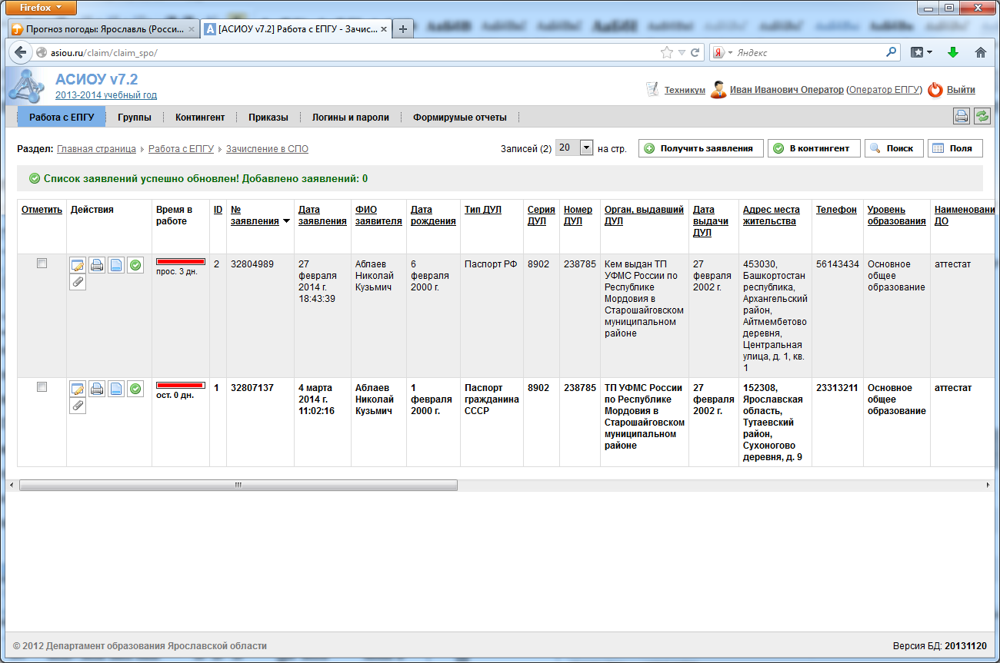 Firefox
Прогноз погоды: Ярославль (Росси...
[АСИОУ v7.2] Работа с ЕПГУ - Зачис...
asiou.ru/claim/claim_spo/
Яндекс
АСИОУ v7.2
2013-2014 учебный год
Техникум
Иван Иванович Оператор (Оператор ЕПГУ)
Выйти
Работа с ЕПГУ
Группы
Контингент
Приказы
Логины и пароли
Формирумые отчеты
Раздел: Главная страница Работа с ЕПГУ Зачисление в СПО
Записей (2) 20 на стр.
Получить заявления
В контингент
Поиск
Поля
Список заявлений успешно обновлен! Добавлено заявлений: 0
Отметить
Действия
Время в
работе
ID
№
заявления
Дата
заявления
ФИО
заявителя
Дата
рождения
Тип ДУЛ
Серия
ДУЛ
Номер
ДУЛ
Орган, выдавший
ДУЛ
Дата
выдачи
ДУЛ
Адрес места
жительства
Телефон
Уровень
образования
Наименовани
ДО
прос. 3 дн.
2
32804989
27
февраля
2014 г.
18:43:39
Аблаев
Николай
Кузьмич
6
февраля
2000 г.
Паспорт РФ
8902
238785
Кем выдан ТП
УФМС России по
Республике
Мордовия в
Старошайговском
муниципальном
районе
27
февраля
2002 г.
453030,
Башкортостан
республика,
Архангельский
район,
Айтмембетово
деревня,
Центральная
улица, д. 1, кв.
1
56143434
Основное
общее
образование
аттестат
ост. 0 дн.
1
32807137
4 марта
2014 г.
11:02:16
Аблаев
Николай
Кузьмич
1
февраля
2000 г.
Паспорт
гражданина
СССР
8902
238785
ТП УФМС России
по Республике
Мордовия в
Старошайговском
муниципальном
районе
27
февраля
2002 г.
152308,
Ярославская
область,
Тутаевский
район,
Сухоногово
деревня, д. 9
23313211
Основное
общее
образование
аттестат
© 2012 Департамент образования Ярославской области
Версия БД: 20131120